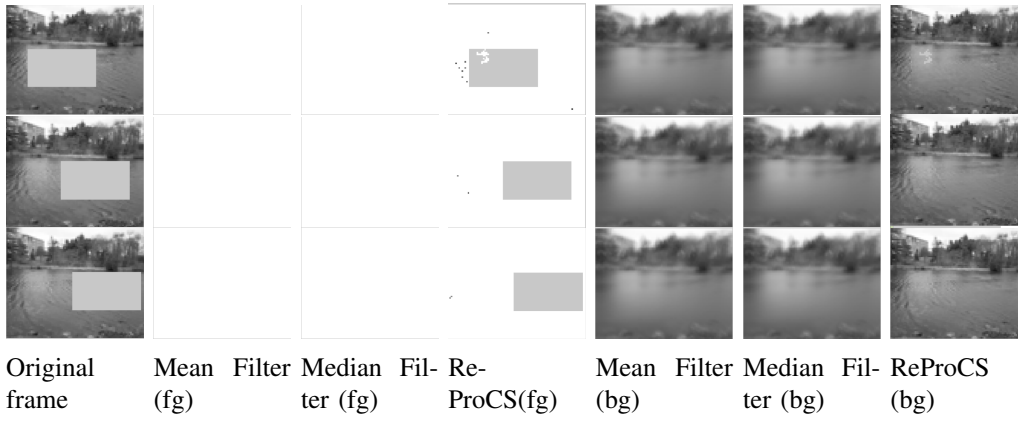 Original
frame
Mean Filter
(fg)
Median Fil-
ter (fg)
Re-
ProCS(fg)
Mean Filter
(bg)
Median Fil-
ter (bg)
ReProCS
(bg)